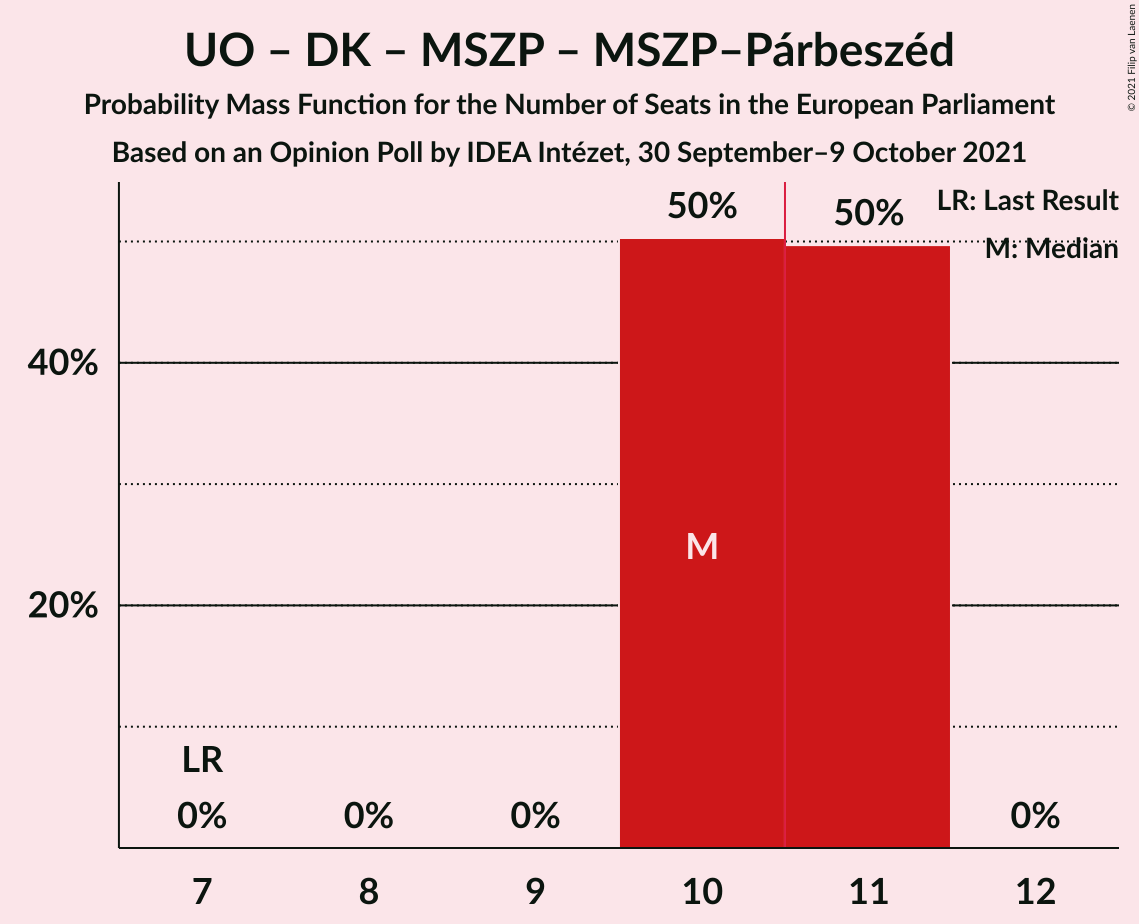 UO – DK – MSZP – MSZP–Párbeszéd
Probability Mass Function for the Number of Seats in the European Parliament
Based on an Opinion Poll by IDEA Intézet, 30 September–9 October 2021
© 2021 Filip van Laenen
LR: Last Result
M: Median
50%
50%
40%
20%
M
LR
0%
0%
0%
0%
7
8
9
10
11
12